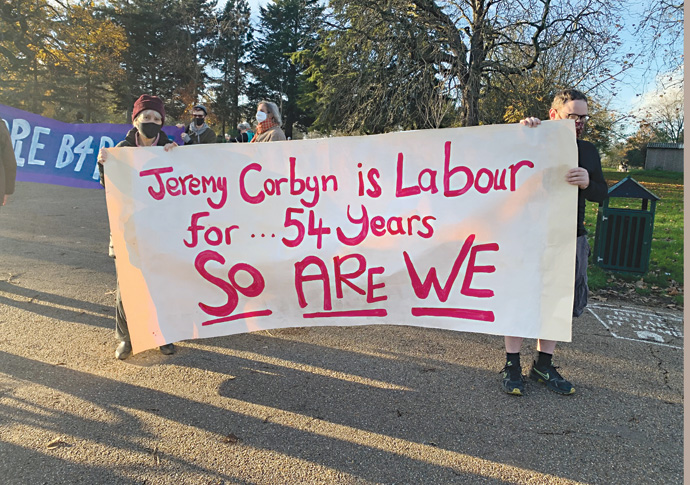 Jeremy Corbyn is Labour
for ... 54 Years
SO ARE WE